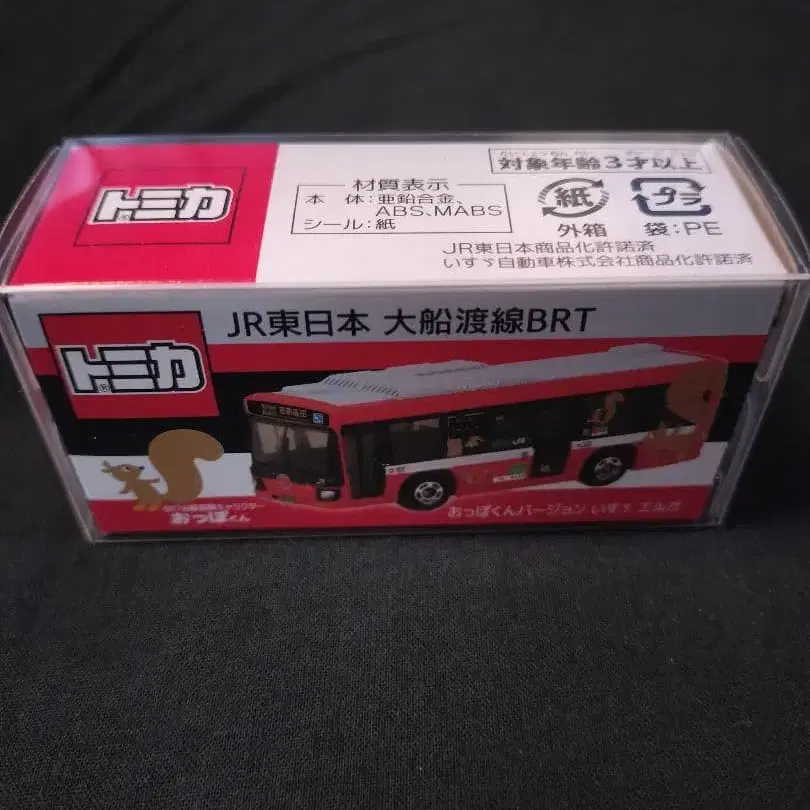 対象年齢3才以上
トミカ
材質表示
本 体:亜鉛合金、
ABS、MABS
シール:紙
紙
プラ
外箱 袋:PE
JR東日本商品化許諾済
いすゞ自動車株式会社商品化許諾済
JR東日本 大船渡線BRT
トミカ
おっぽくん
おっぽくんバージョン いすゞ エルガ